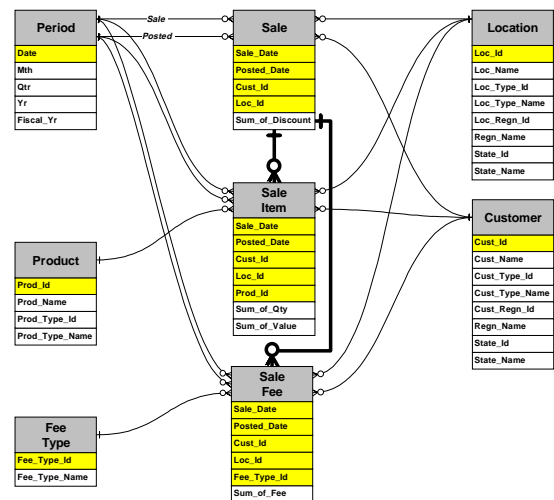 Period
Date
Mth
Qtr
Yr
Fiscal_Yr
Sale
Posted
Sale
Sale_Date
Posted_Date
Cust_Id
Loc_Id
Sum_of_Discount
Location
Loc_Id
Loc_Name
Loc_Type_Id
Loc_Type_Name
Loc_Regn_Id
Regn_Name
State_Id
State_Name
Sale
Item
Sale_Date
Posted_Date
Cust_Id
Loc_Id
Prod_Id
Sum_of_Qty
Sum_of_Value
Product
Prod_Id
Prod_Name
Prod_Type_Id
Prod_Type_Name
Customer
Cust_Id
Cust_Name
Cust_Type_Id
Cust_Type_Name
Cust_Regn_Id
Regn_Name
State_Id
State_Name
Sale
Fee
Sale_Date
Posted_Date
Cust_Id
Loc_Id
Fee_Type_Id
Sum_of_Fee
Fee
Type
Fee_Type_Id
Fee_Type_Name